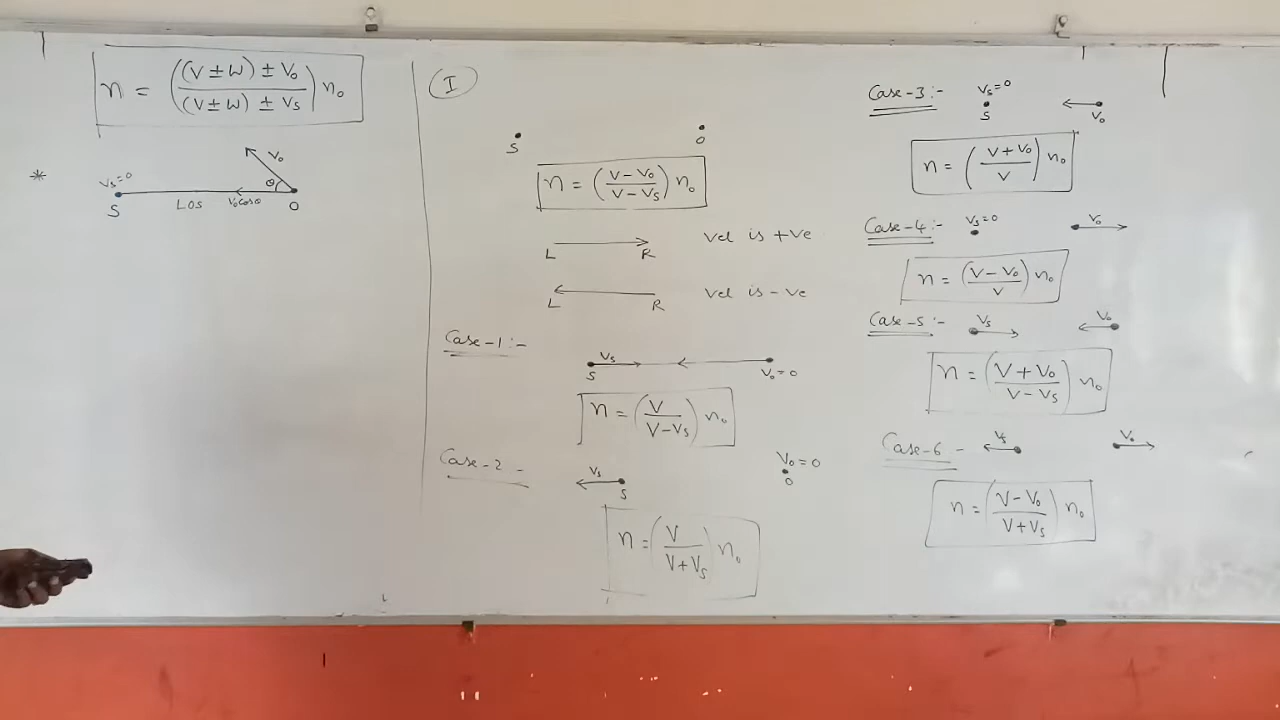 n = ((V ± W) ± V₀ / (V ± W) ± Vₛ) n₀
*
Vₛ=0
V₀
θ
S
LOS
V₀cosθ
O
I
S
O
n = (V − V₀ / V − Vₛ) n₀
L → R vel is +ve
L ← R vel is −ve
Case-1:-
Vₛ
S
V₀ = 0
n = (V / V−Vₛ) n₀
Case-2 -
Vₛ
S
V₀ = 0
O
n = (V / V+Vₛ) n₀
Case-3:-
Vₛ=0
S
V₀
n = (V + V₀ / V) n₀
Case-4:-
Vₛ=0
V₀
n = (V − V₀ / V) n₀
Case-5:-
Vₛ
V₀
n = (V + V₀ / V − Vₛ) n₀
Case-6 -
Vₛ
V₀
n = (V − V₀ / V + Vₛ) n₀